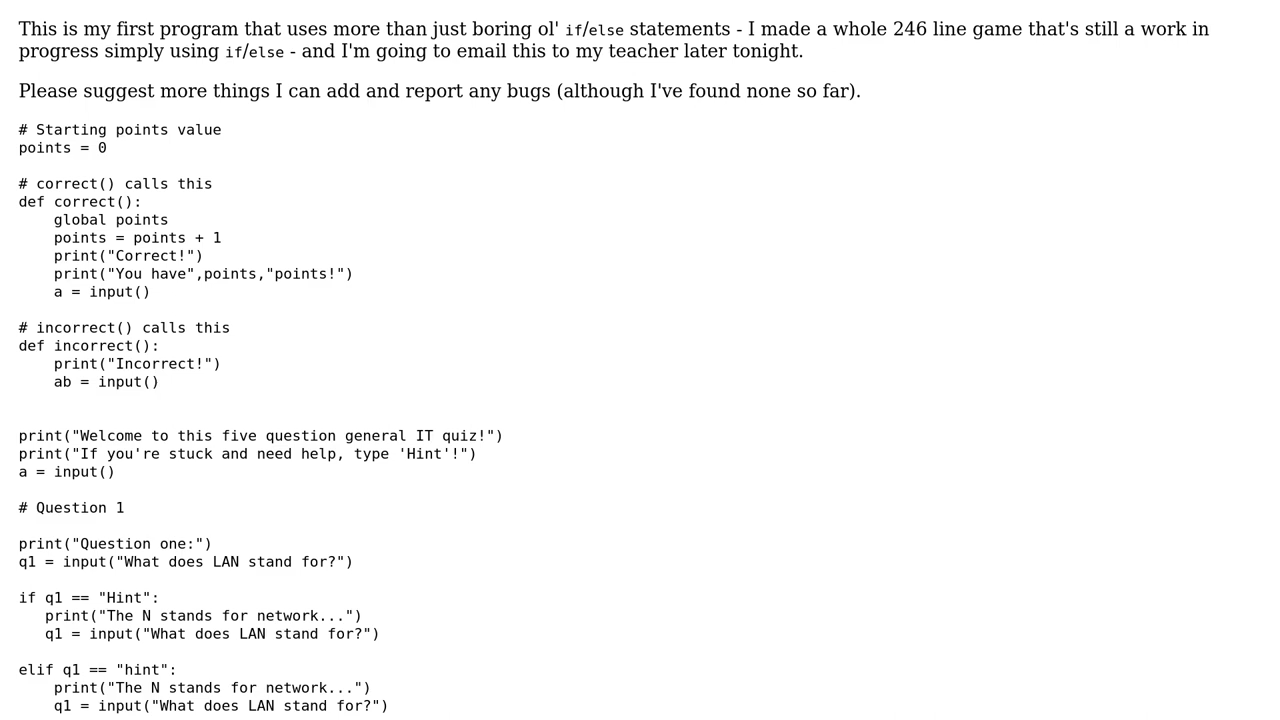 This is my first program that uses more than just boring ol' if/else statements - I made a whole 246 line game that's still a work in
progress simply using if/else - and I'm going to email this to my teacher later tonight.
Please suggest more things I can add and report any bugs (although I've found none so far).
# Starting points value
points = 0
# correct() calls this
def correct():
    global points
    points = points + 1
    print("Correct!")
    print("You have",points,"points!")
    a = input()
# incorrect() calls this
def incorrect():
    print("Incorrect!")
    ab = input()
print("Welcome to this five question general IT quiz!")
print("If you're stuck and need help, type 'Hint'!")
a = input()
# Question 1
print("Question one:")
q1 = input("What does LAN stand for?")
if q1 == "Hint":
   print("The N stands for network...")
   q1 = input("What does LAN stand for?")
elif q1 == "hint":
    print("The N stands for network...")
    q1 = input("What does LAN stand for?")